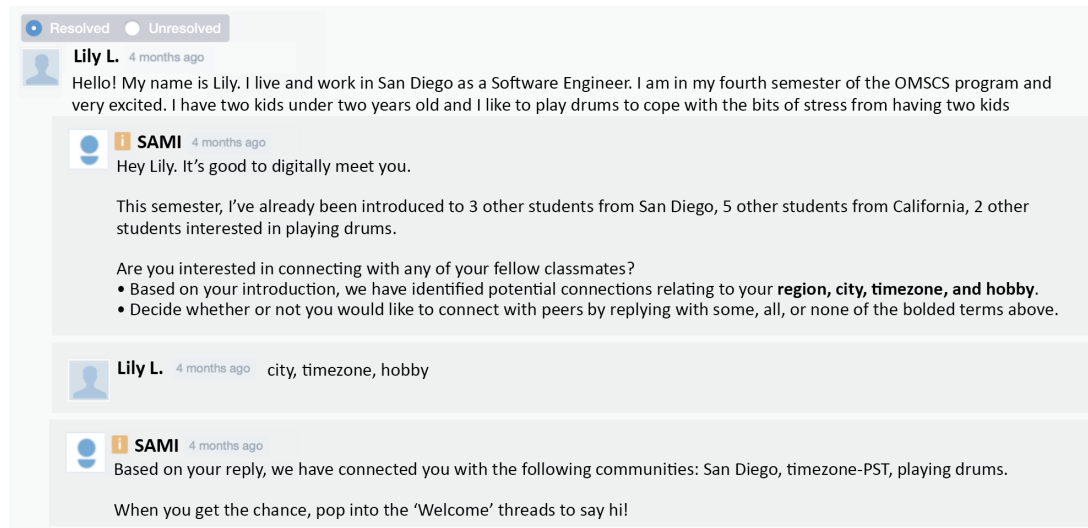 Resolved Unresolved
Lily L. 4 months ago
Hello! My name is Lily. I live and work in San Diego as a Software Engineer. I am in my fourth semester of the OMSCS program and
very excited. I have two kids under two years old and I like to play drums to cope with the bits of stress from having two kids
i SAMI 4 months ago
Hey Lily. It’s good to digitally meet you.
This semester, I’ve already been introduced to 3 other students from San Diego, 5 other students from California, 2 other
students interested in playing drums.
Are you interested in connecting with any of your fellow classmates?
• Based on your introduction, we have identified potential connections relating to your region, city, timezone, and hobby.
• Decide whether or not you would like to connect with peers by replying with some, all, or none of the bolded terms above.
Lily L. 4 months ago city, timezone, hobby
i SAMI 4 months ago
Based on your reply, we have connected you with the following communities: San Diego, timezone-PST, playing drums.
When you get the chance, pop into the ‘Welcome’ threads to say hi!